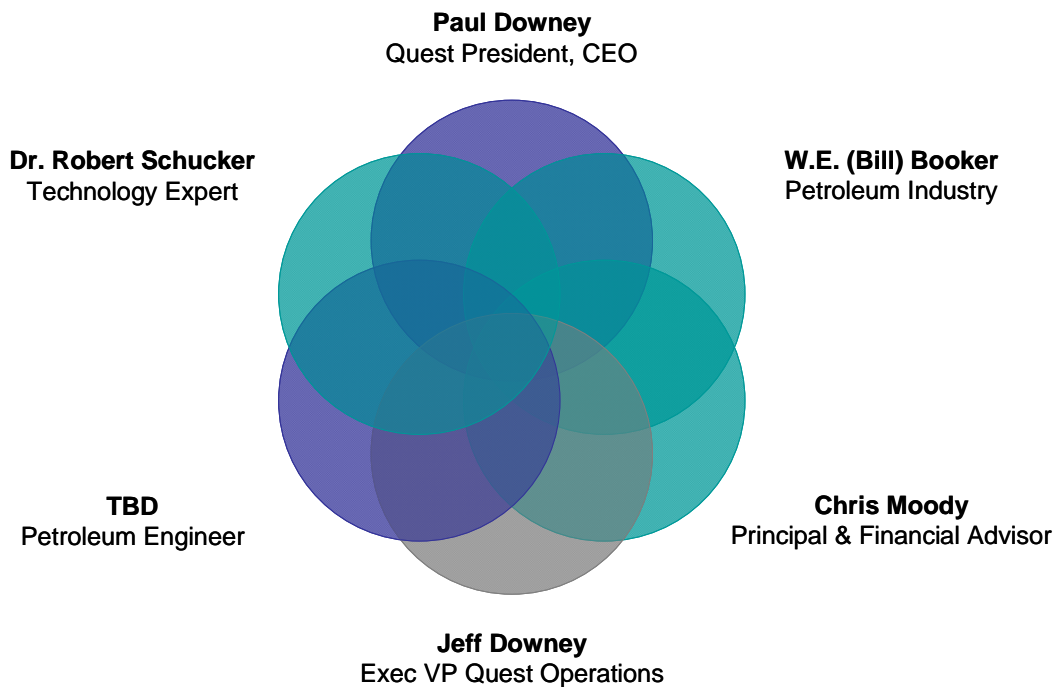 Paul Downey
Quest President, CEO
Dr. Robert Schucker
Technology Expert
W.E. (Bill) Booker
Petroleum Industry
TBD
Petroleum Engineer
Chris Moody
Principal & Financial Advisor
Jeff Downey
Exec VP Quest Operations